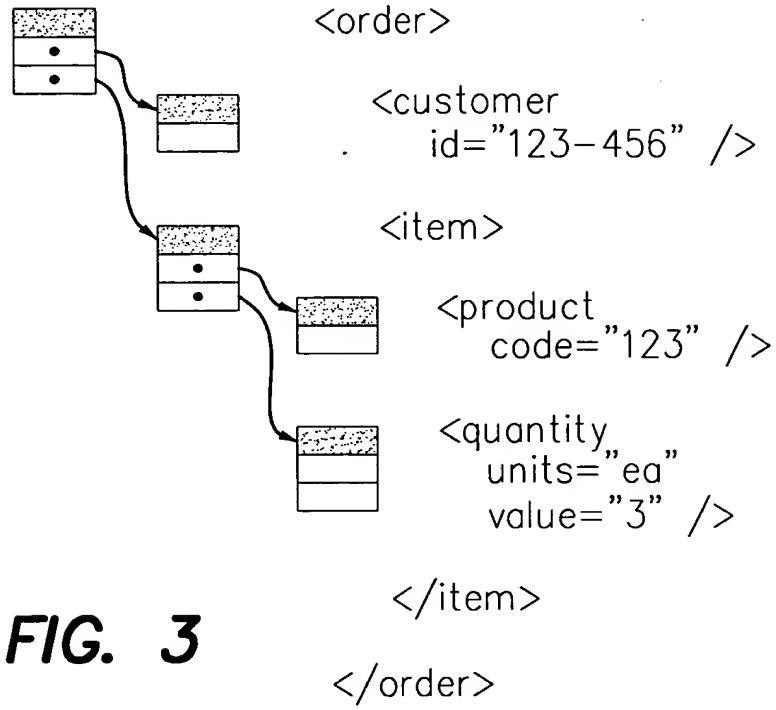 <order>
<customer
id="123-456" />
<item>
<product
code="123" />
<quantity
units="ea"
value="3" />
</item>
FIG. 3
</order>